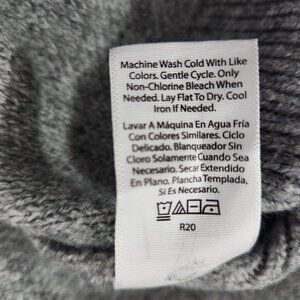 Machine Wash Cold With Like
Colors. Gentle Cycle. Only
Non-Chlorine Bleach When
Needed. Lay Flat To Dry. Cool
Iron If Needed.
Lavar A Máquina En Agua Fría
Con Colores Similares. Ciclo
Delicado. Blanqueador Sin
Cloro Solamente Cuando Sea
Necesario. Secar Extendido
En Plano. Plancha Templada,
Si Es Necesario.
R20